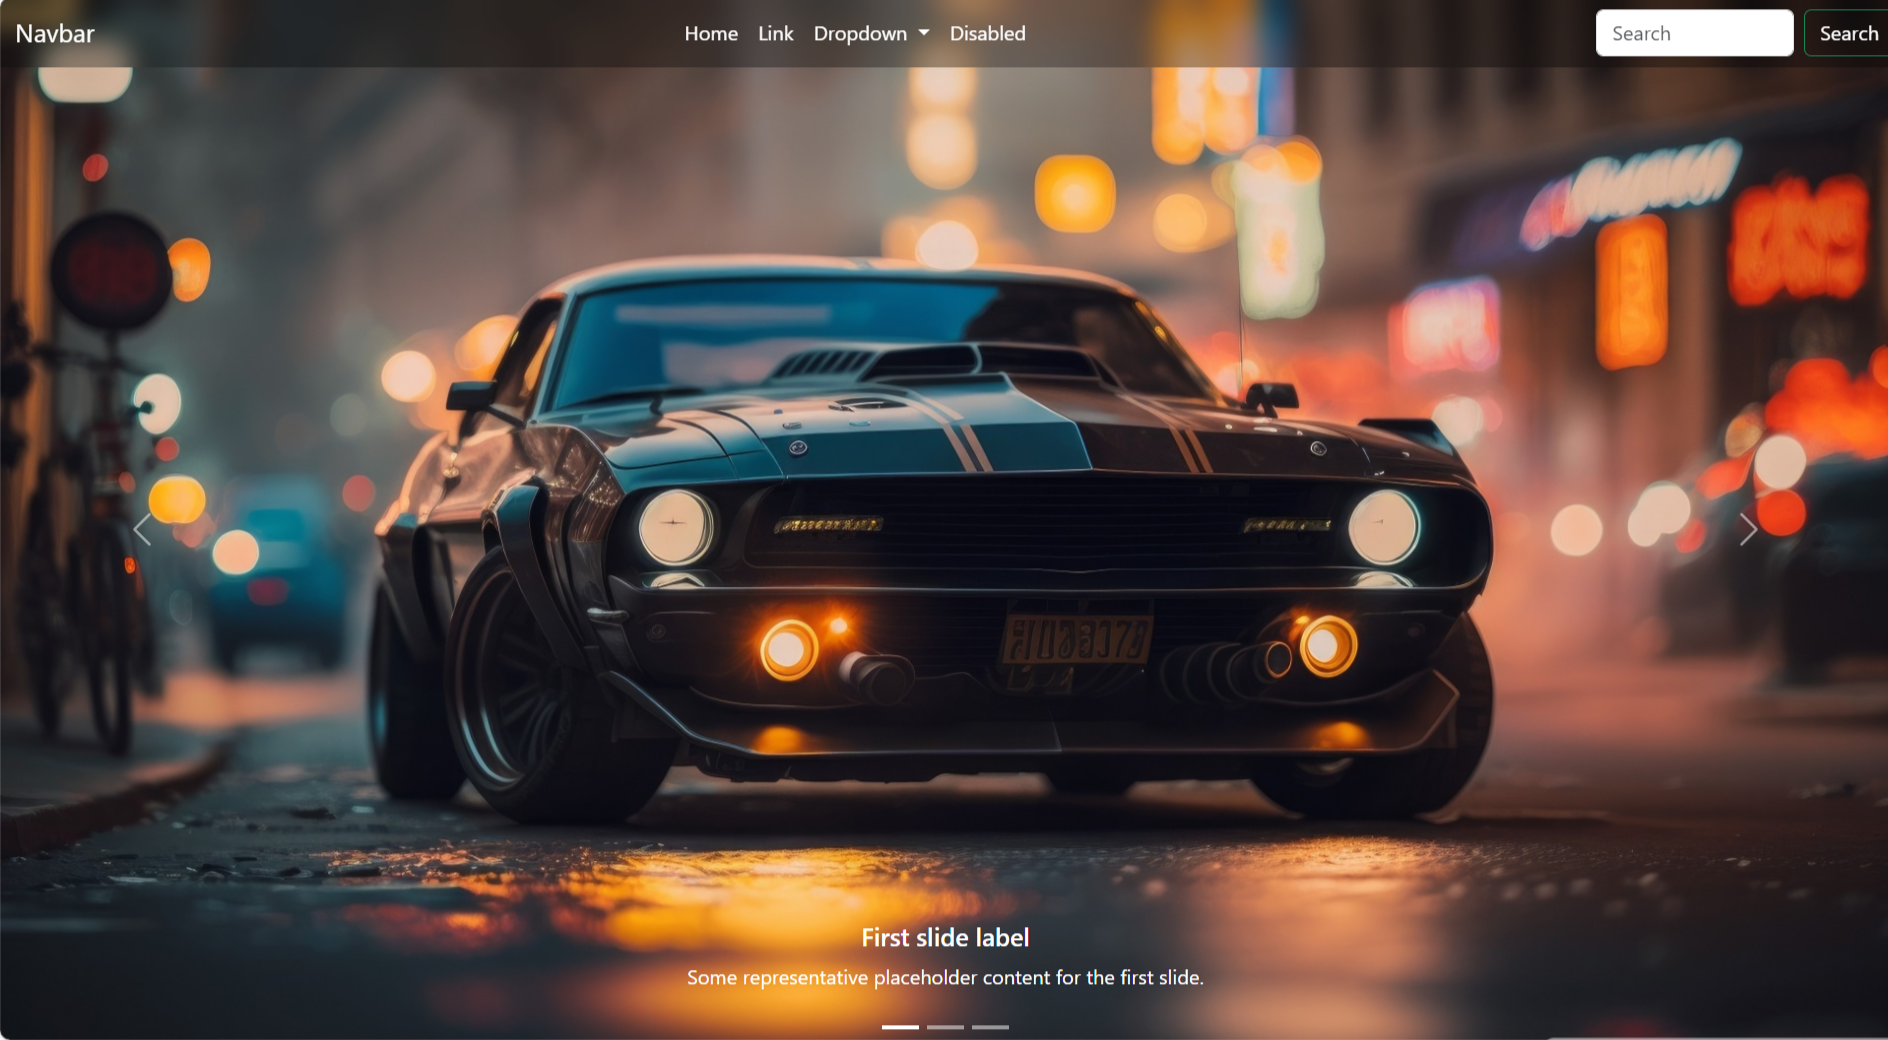 Navbar
Home Link Dropdown Disabled
Search Search
First slide label
Some representative placeholder content for the first slide.